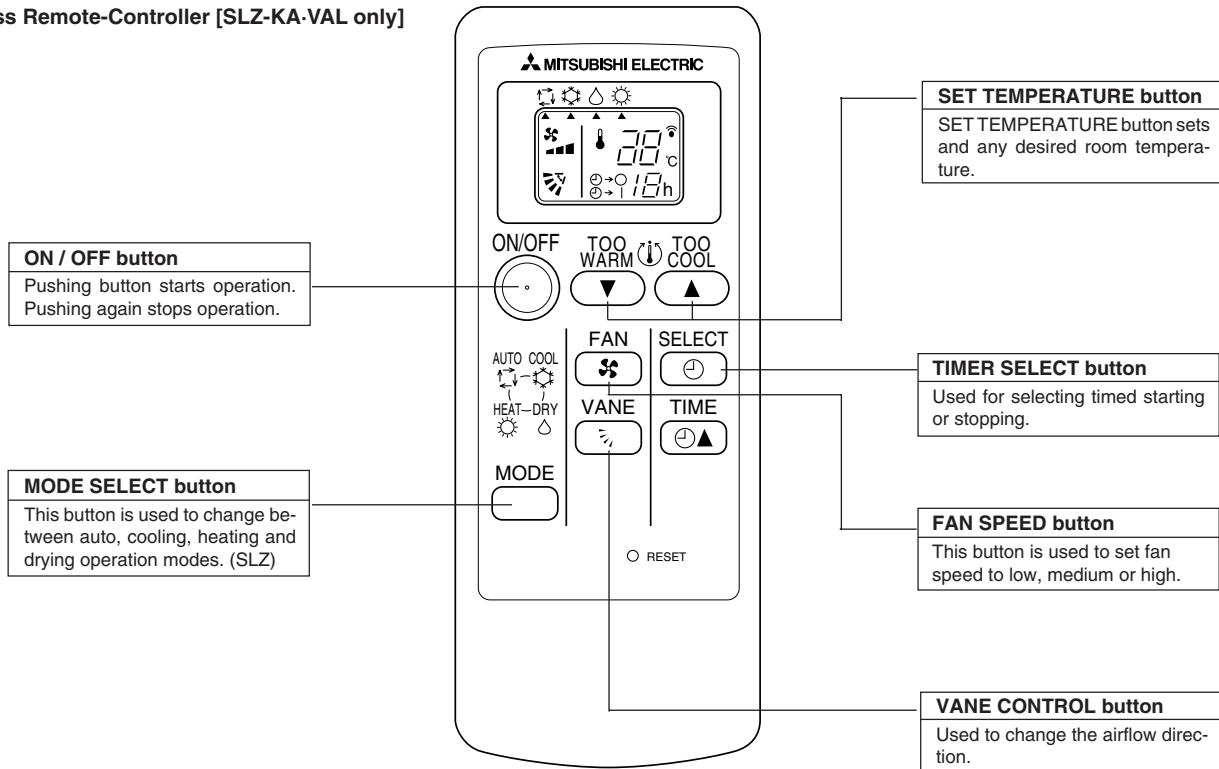 ss Remote-Controller [SLZ-KA·VAL only]
MITSUBISHI ELECTRIC
28 °C
18h
ON/OFF
TOO WARM
TOO COOL
FAN
SELECT
AUTO COOL
HEAT DRY
VANE
TIME
MODE
RESET
ON / OFF button
Pushing button starts operation.
Pushing again stops operation.
MODE SELECT button
This button is used to change be-
tween auto, cooling, heating and
drying operation modes. (SLZ)
SET TEMPERATURE button
SET TEMPERATURE button sets
and any desired room tempera-
ture.
TIMER SELECT button
Used for selecting timed starting
or stopping.
FAN SPEED button
This button is used to set fan
speed to low, medium or high.
VANE CONTROL button
Used to change the airflow direc-
tion.